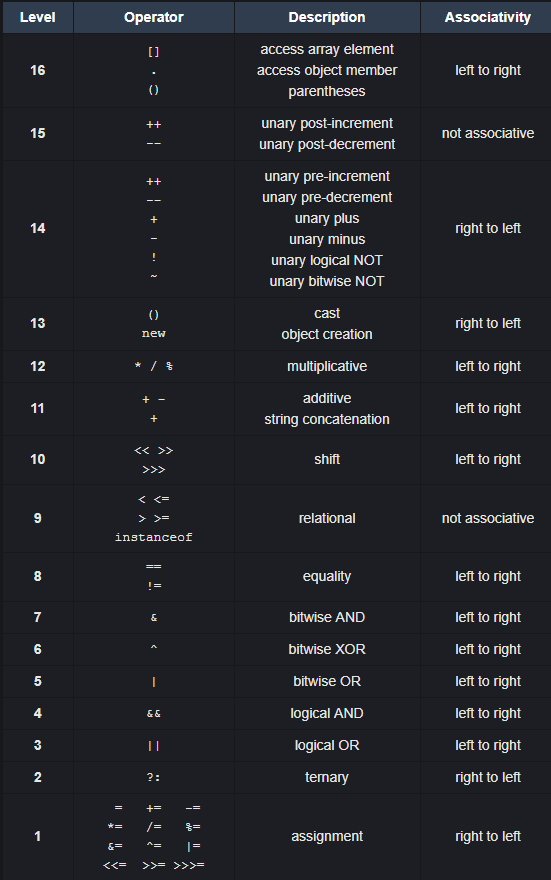 Level Operator Description Associativity
16 [] access array element left to right
. access object member
() parentheses
15 ++ unary post-increment not associative
-- unary post-decrement
14 ++ unary pre-increment right to left
-- unary pre-decrement
+ unary plus
- unary minus
! unary logical NOT
~ unary bitwise NOT
13 () cast right to left
new object creation
12 * / % multiplicative left to right
11 + - additive left to right
+ string concatenation
10 << >> shift left to right
>>>
9 < <= relational not associative
> >=
instanceof
8 == equality left to right
!=
7 & bitwise AND left to right
6 ^ bitwise XOR left to right
5 | bitwise OR left to right
4 && logical AND left to right
3 || logical OR left to right
2 ?: ternary right to left
1 = += -= assignment right to left
*= /= %=
&= ^= |=
<<= >>= >>>=